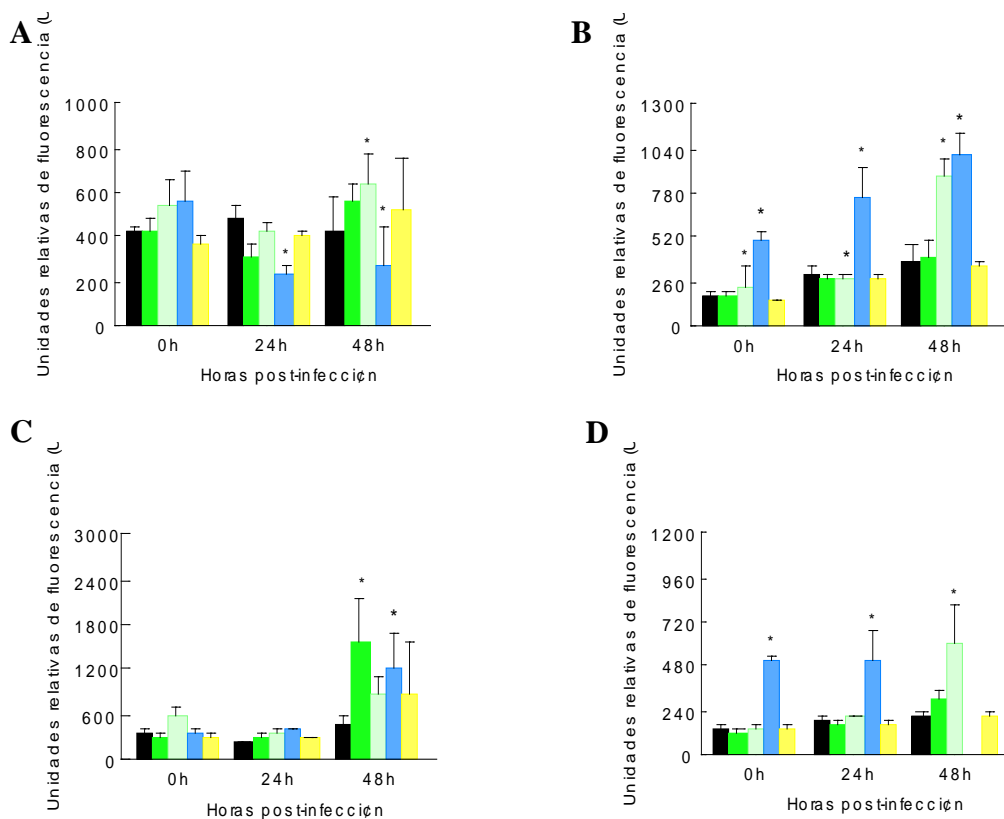 A
Unidades relativas de fluorescencia (U
1000
800
600
400
200
0
*
*
*
0h
24h
48h
Horas post-infecci¢n
B
Unidades relativas de fluorescencia (U
1300
1040
780
520
260
0
*
*
*
*
*
*
0h
24h
48h
Horas post-infecci¢n
C
Unidades relativas de fluorescencia (U
3000
2400
1800
1200
600
0
*
*
0h
24h
48h
Horas post-infecci¢n
D
Unidades relativas de fluorescencia (U
1200
960
720
480
240
0
*
*
*
0h
24h
48h
Horas post-infecci¢n